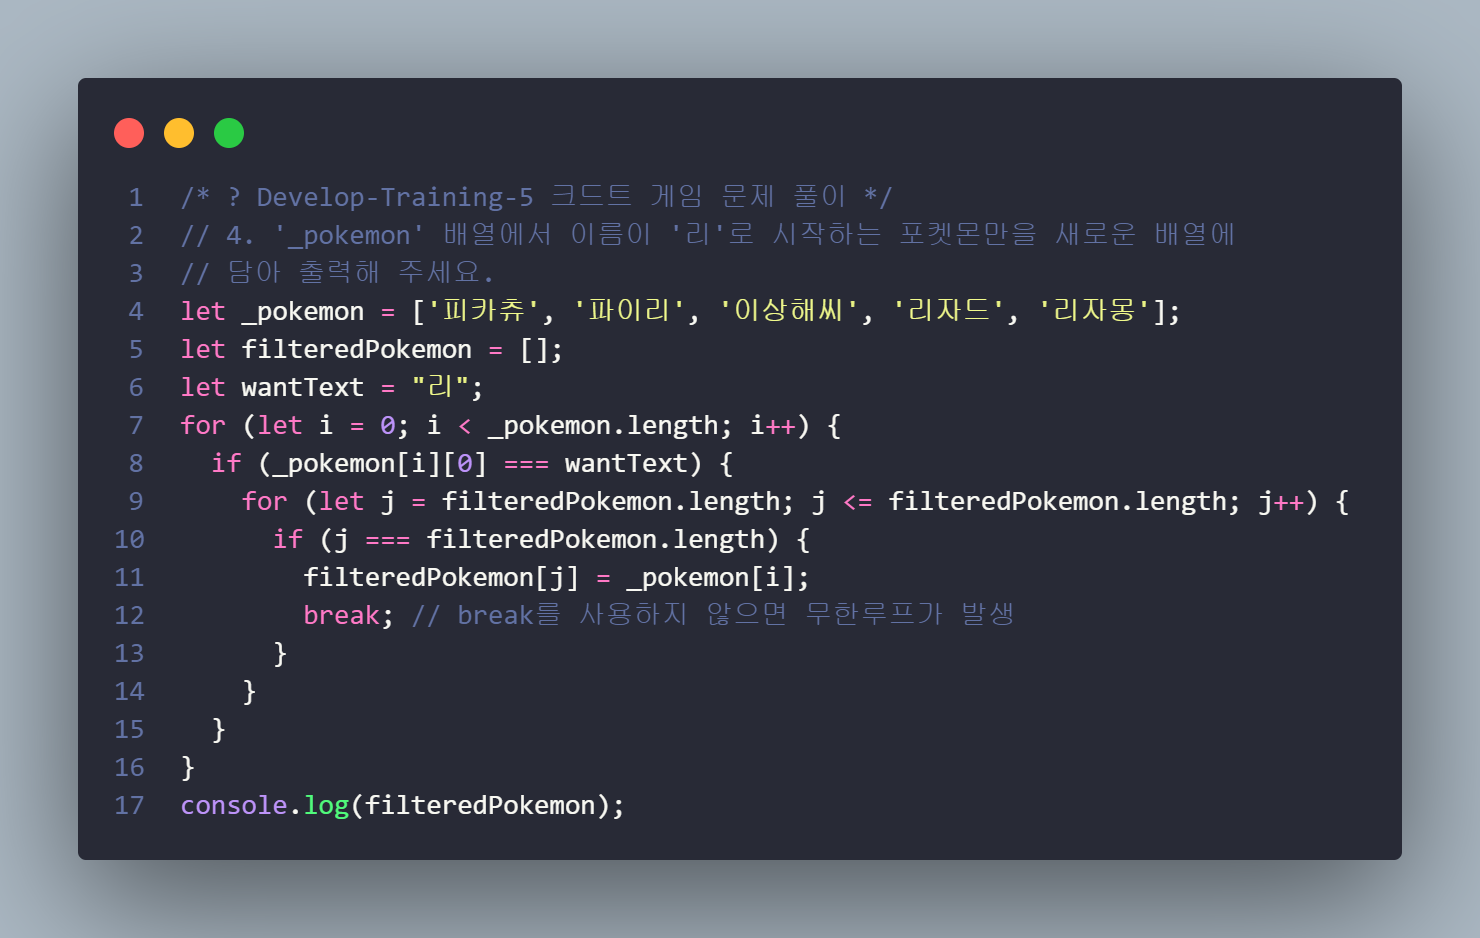 1 /* ? Develop-Training-5 크드트 게임 문제 풀이 */
2 // 4. '_pokemon' 배열에서 이름이 '리'로 시작하는 포켓몬만을 새로운 배열에
3 // 담아 출력해 주세요.
4 let _pokemon = ['피카츄', '파이리', '이상해씨', '리자드', '리자몽'];
5 let filteredPokemon = [];
6 let wantText = "리";
7 for (let i = 0; i < _pokemon.length; i++) {
8 if (_pokemon[i][0] === wantText) {
9 for (let j = filteredPokemon.length; j <= filteredPokemon.length; j++) {
10 if (j === filteredPokemon.length) {
11 filteredPokemon[j] = _pokemon[i];
12 break; // break를 사용하지 않으면 무한루프가 발생
13 }
14 }
15 }
16 }
17 console.log(filteredPokemon);